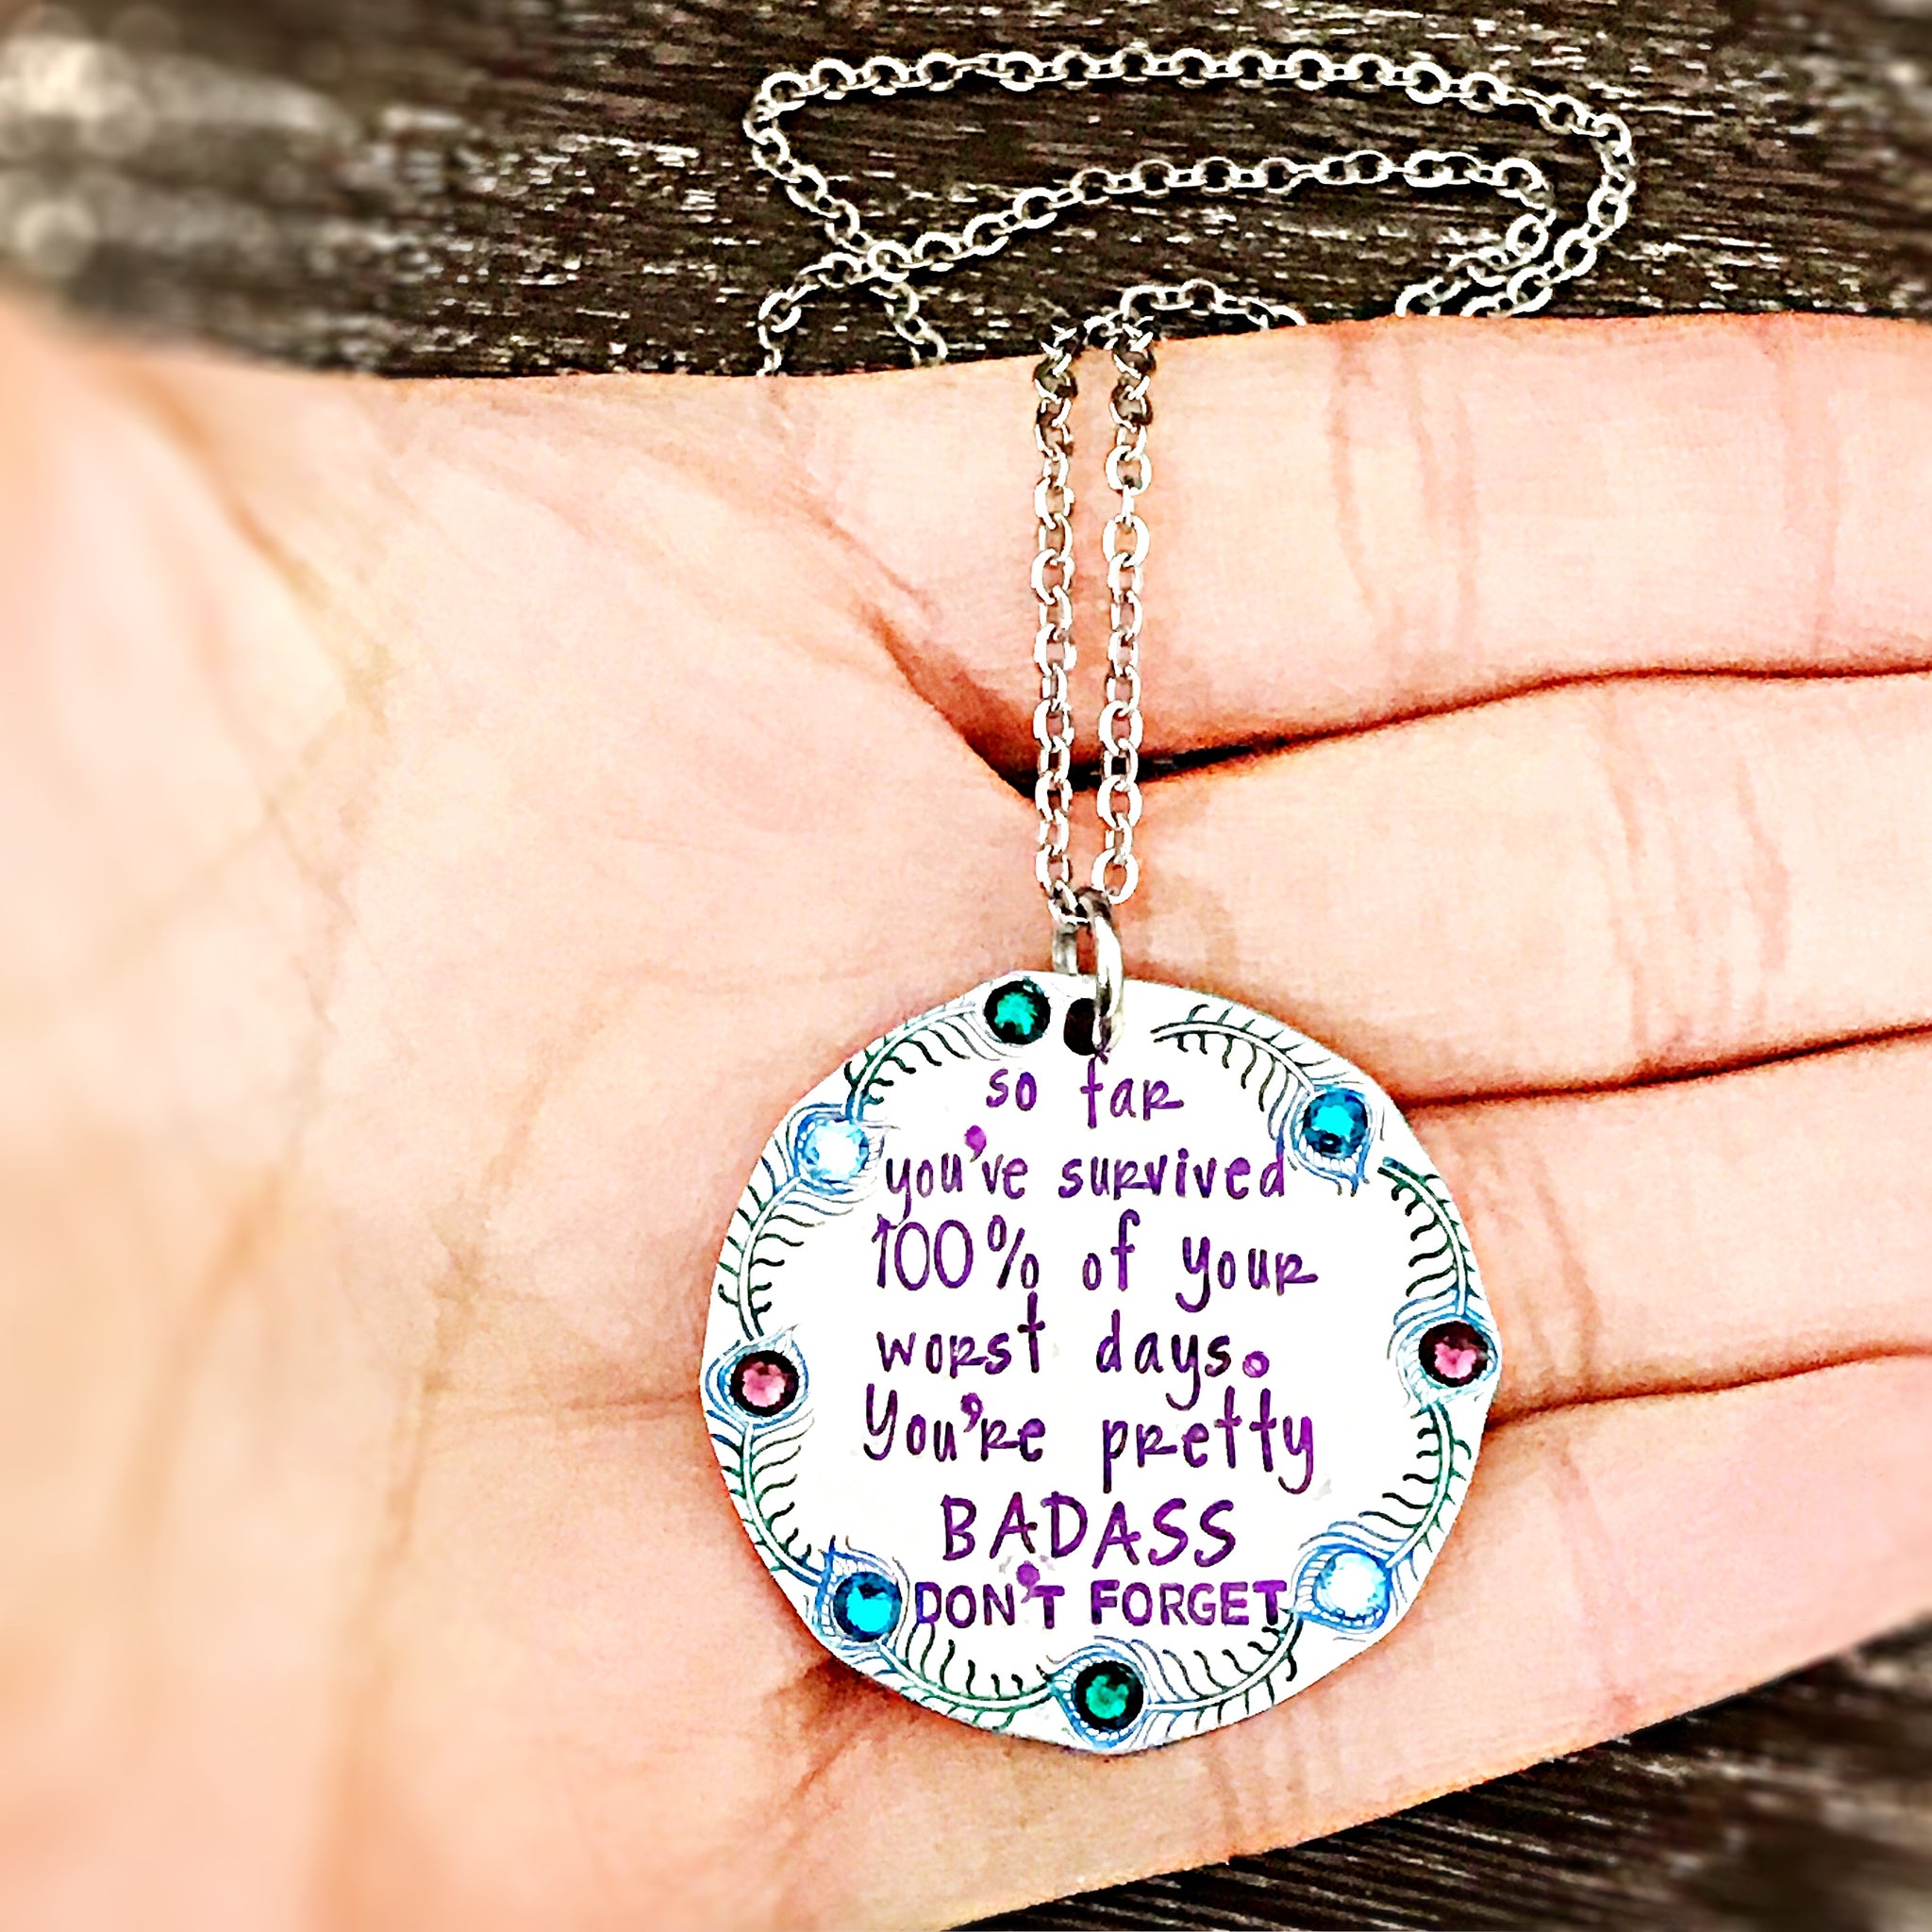 so far
you've survived
100% of your
worst days.
You're pretty
BADASS
DON'T FORGET